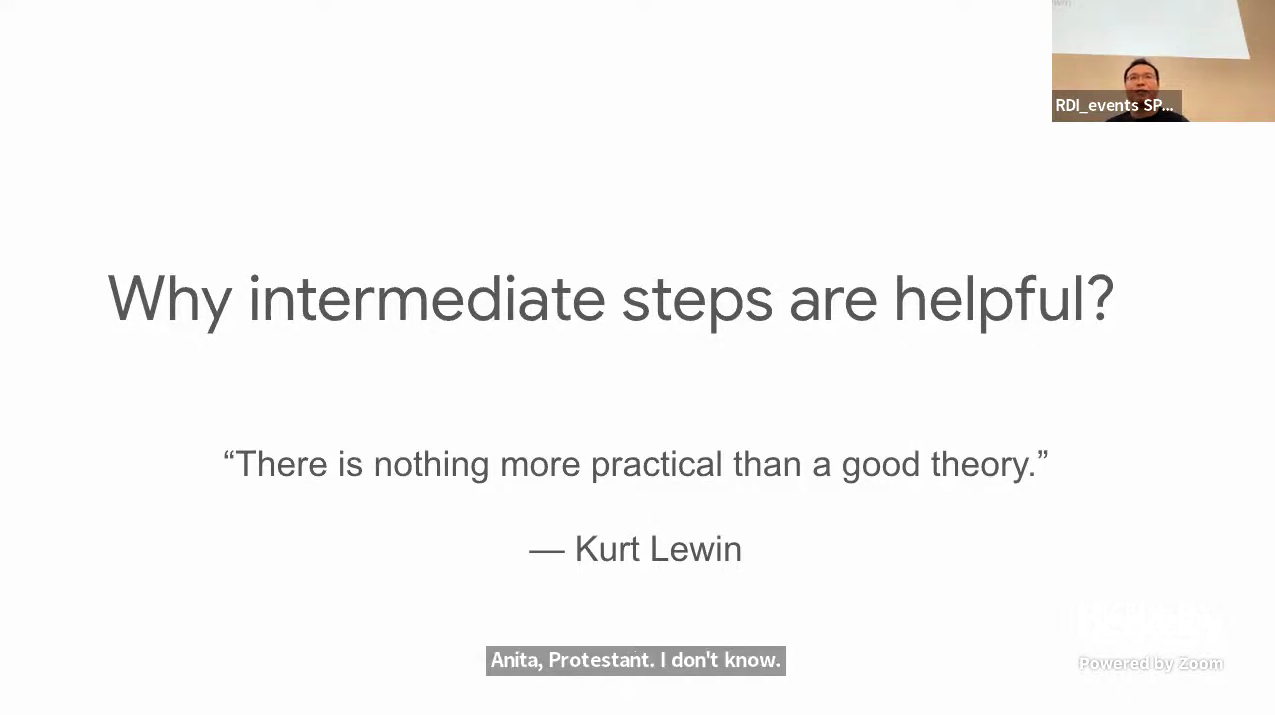 RDI_events SP...
Why intermediate steps are helpful?
“There is nothing more practical than a good theory.”
— Kurt Lewin
Anita, Protestant. I don't know.
Powered by Zoom